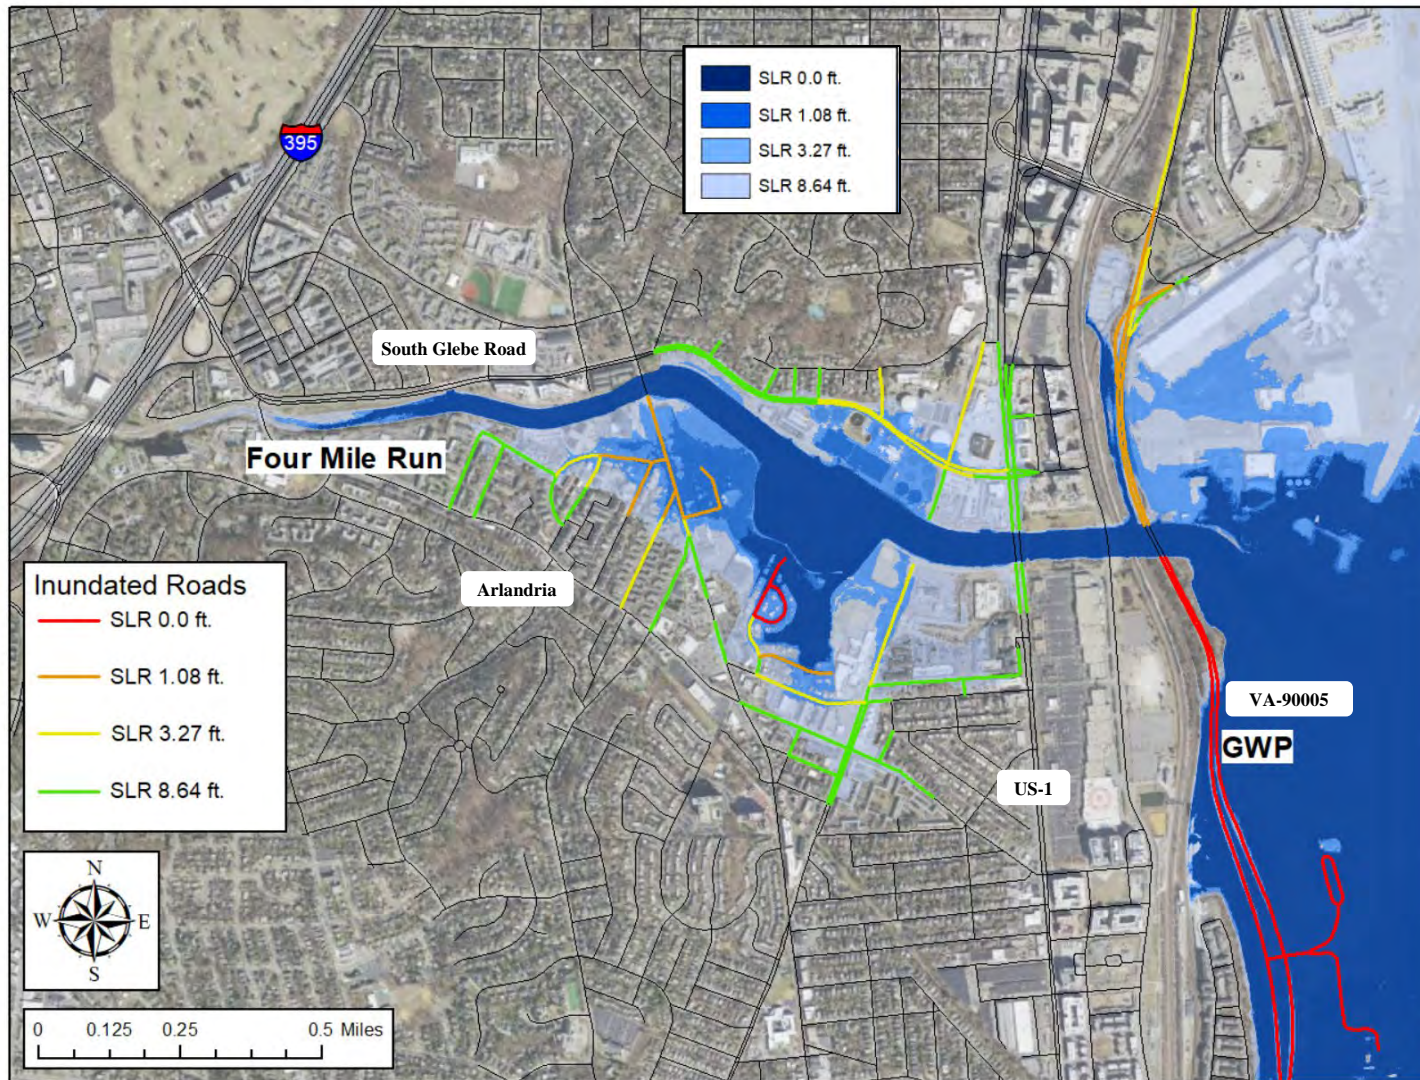 SLR 0.0 ft.
SLR 1.08 ft.
SLR 3.27 ft.
SLR 8.64 ft.
395
South Glebe Road
Four Mile Run
Arlandria
Inundated Roads
SLR 0.0 ft.
SLR 1.08 ft.
SLR 3.27 ft.
SLR 8.64 ft.
VA-90005
GWP
US-1
N
W E
S
0 0.125 0.25 0.5 Miles